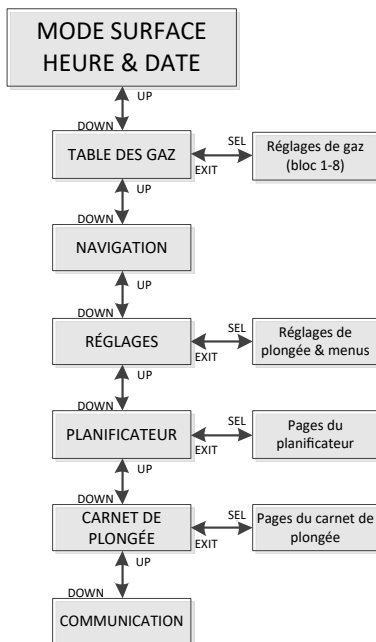 MODE SURFACE
HEURE & DATE
UP
DOWN
TABLE DES GAZ
SEL
EXIT
Réglages de gaz
(bloc 1-8)
UP
DOWN
NAVIGATION
UP
DOWN
RÉGLAGES
SEL
EXIT
Réglages de
plongée & menus
UP
DOWN
PLANIFICATEUR
SEL
EXIT
Pages du
planificateur
UP
DOWN
CARNET DE
PLONGÉE
SEL
EXIT
Pages du carnet de
plongée
UP
DOWN
COMMUNICATION